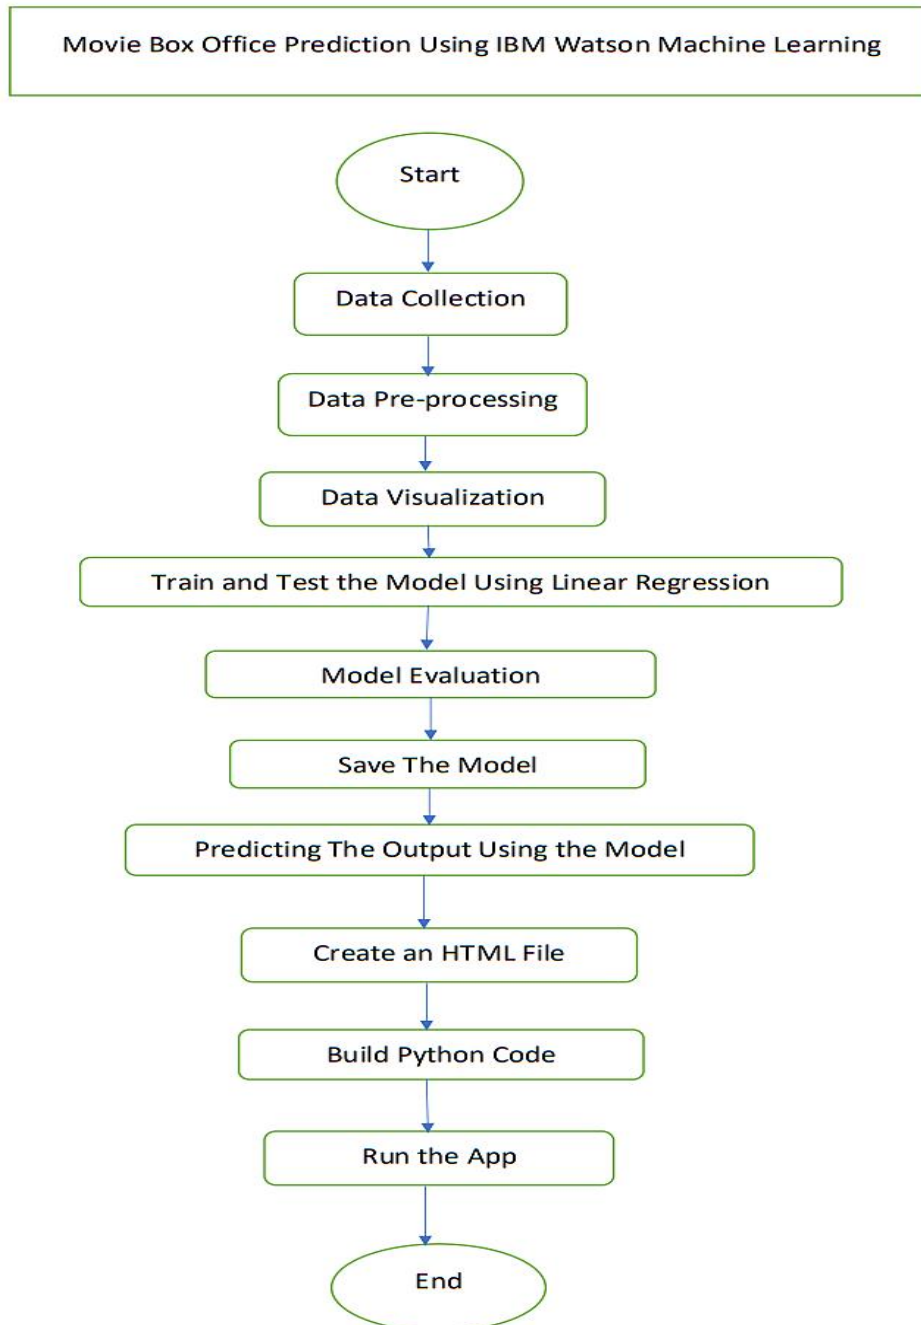 Movie Box Office Prediction Using IBM Watson Machine Learning
Start
Data Collection
Data Pre-processing
Data Visualization
Train and Test the Model Using Linear Regression
Model Evaluation
Save The Model
Predicting The Output Using the Model
Create an HTML File
Build Python Code
Run the App
End